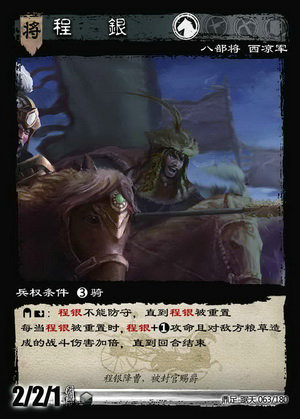 将 程 銀
八部将 西凉军
兵权条件 3 骑
程银不能防守，直到程银被重置
每当程银被重置时，程银+1攻命且对敌方粮草造
成的战斗伤害加倍，直到回合结束
程银降曹，被封官赐爵
2/2/1
063/180